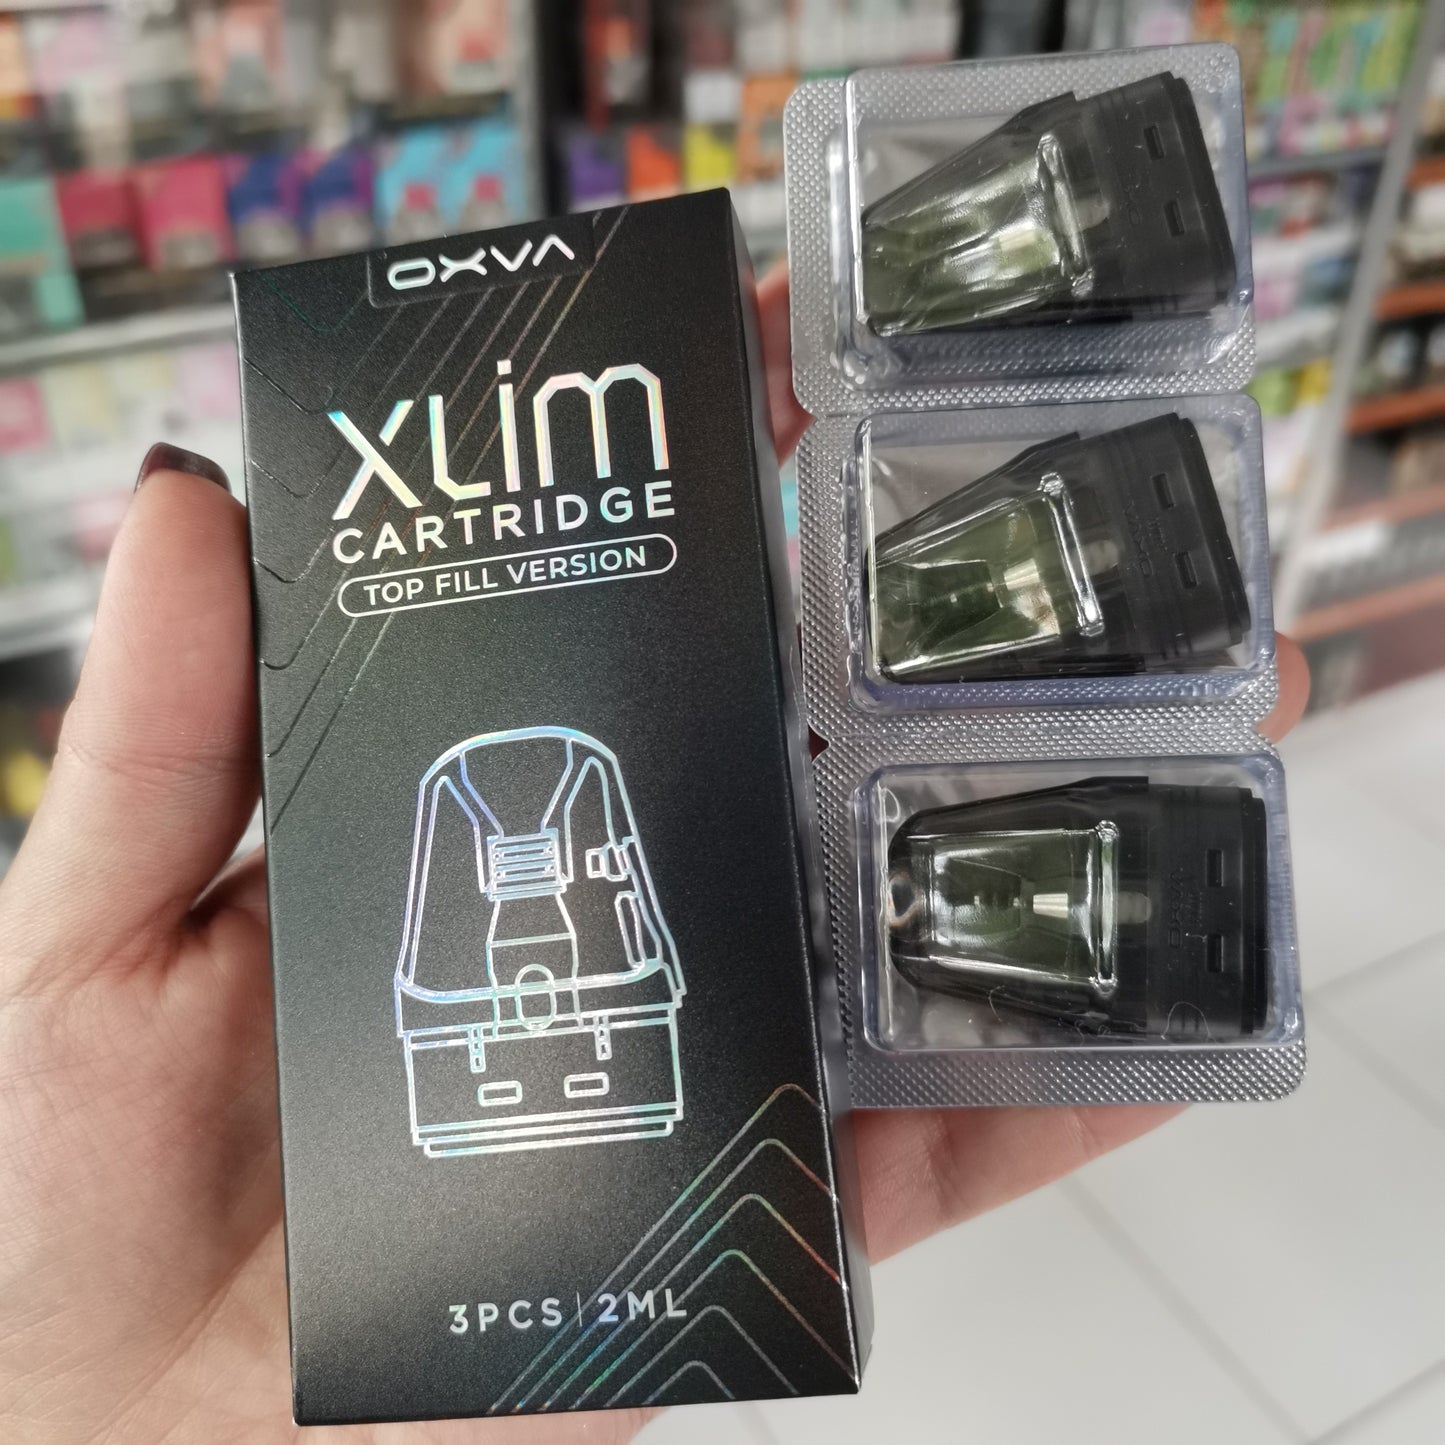 OXVA
XLIM
CARTRIDGE
TOP FILL VERSION
3PCS | 2ML